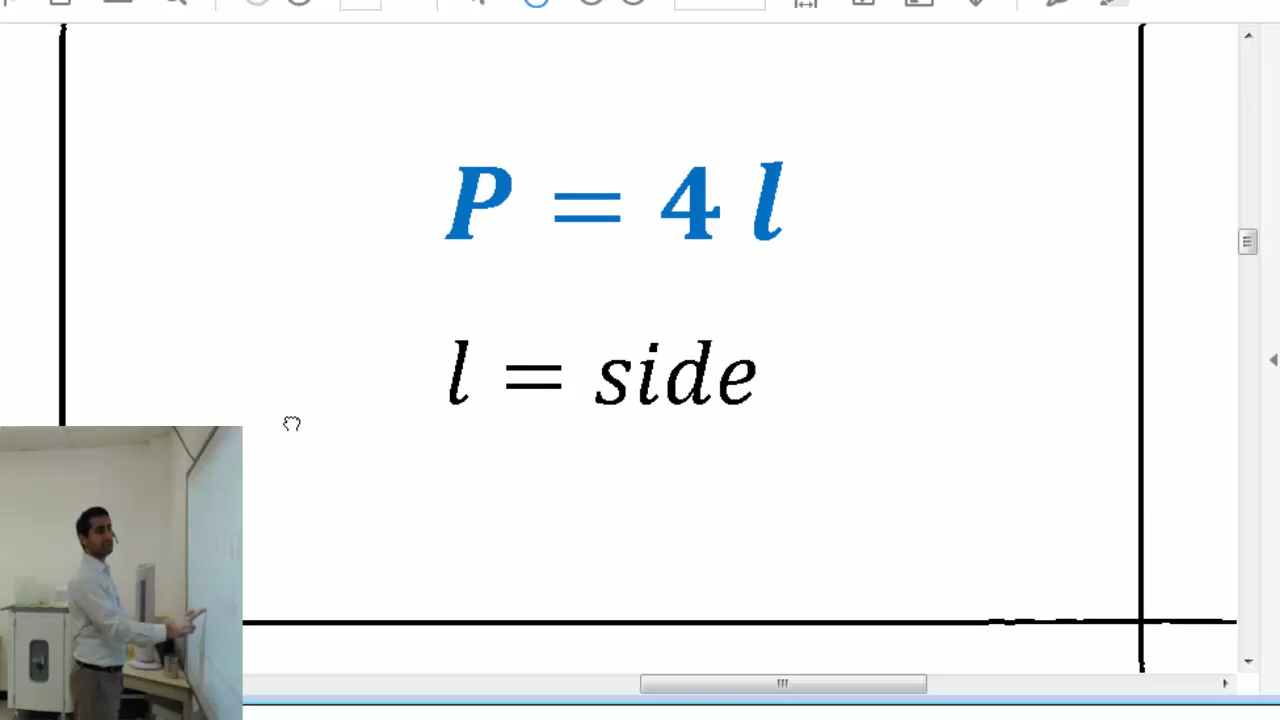 P = 4 l
l = side